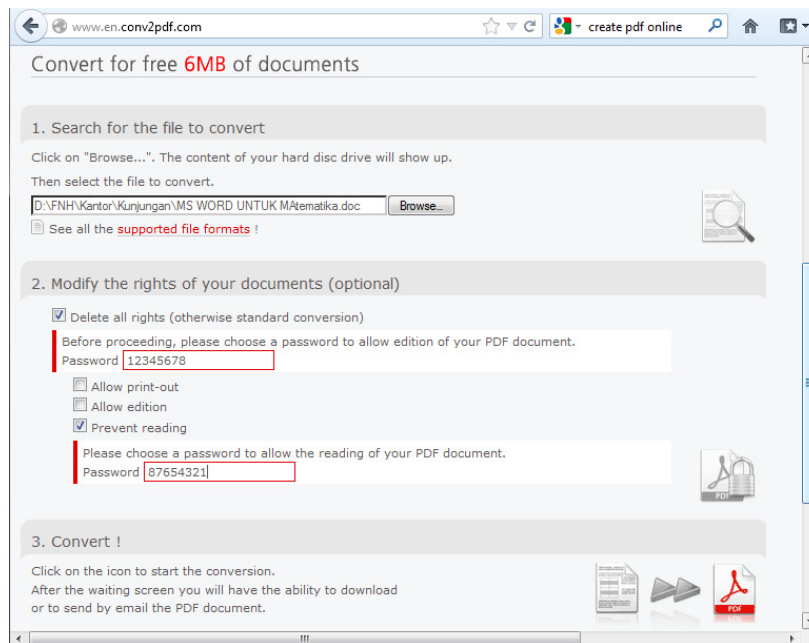 www.en.conv2pdf.com
create pdf online
Convert for free 6MB of documents
1. Search for the file to convert
Click on "Browse...". The content of your hard disc drive will show up.
Then select the file to convert.
D:\FNH\Kantor\Kunjungan\MS WORD UNTUK MAtematika.doc
Browse...
See all the supported file formats !
2. Modify the rights of your documents (optional)
Delete all rights (otherwise standard conversion)
Before proceeding, please choose a password to allow edition of your PDF document.
Password 12345678
Allow print-out
Allow edition
Prevent reading
Please choose a password to allow the reading of your PDF document.
Password 87654321
PDF
3. Convert !
Click on the icon to start the conversion.
After the waiting screen you will have the ability to download
or to send by email the PDF document.
PDF